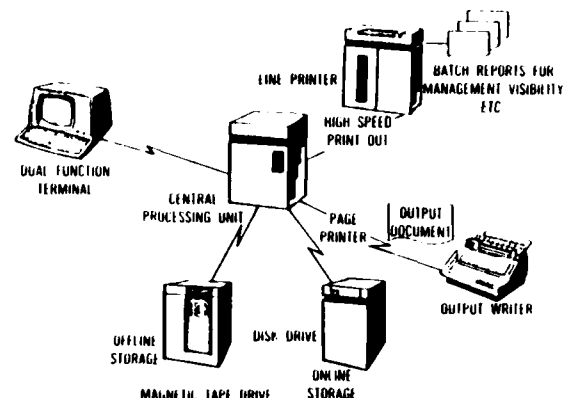 LINE PRINTER
BATCH REPORTS FOR
MANAGEMENT VISIBILITY
ETC
HIGH SPEED
PRINT OUT
DUAL FUNCTION
TERMINAL
CENTRAL
PROCESSING UNIT
PAGE
PRINTER
OUTPUT
DOCUMENT
OUTPUT WRITER
OFFLINE
STORAGE
DISK DRIVE
ONLINE
STORAGE
MAGNETIC TAPE DRIVE